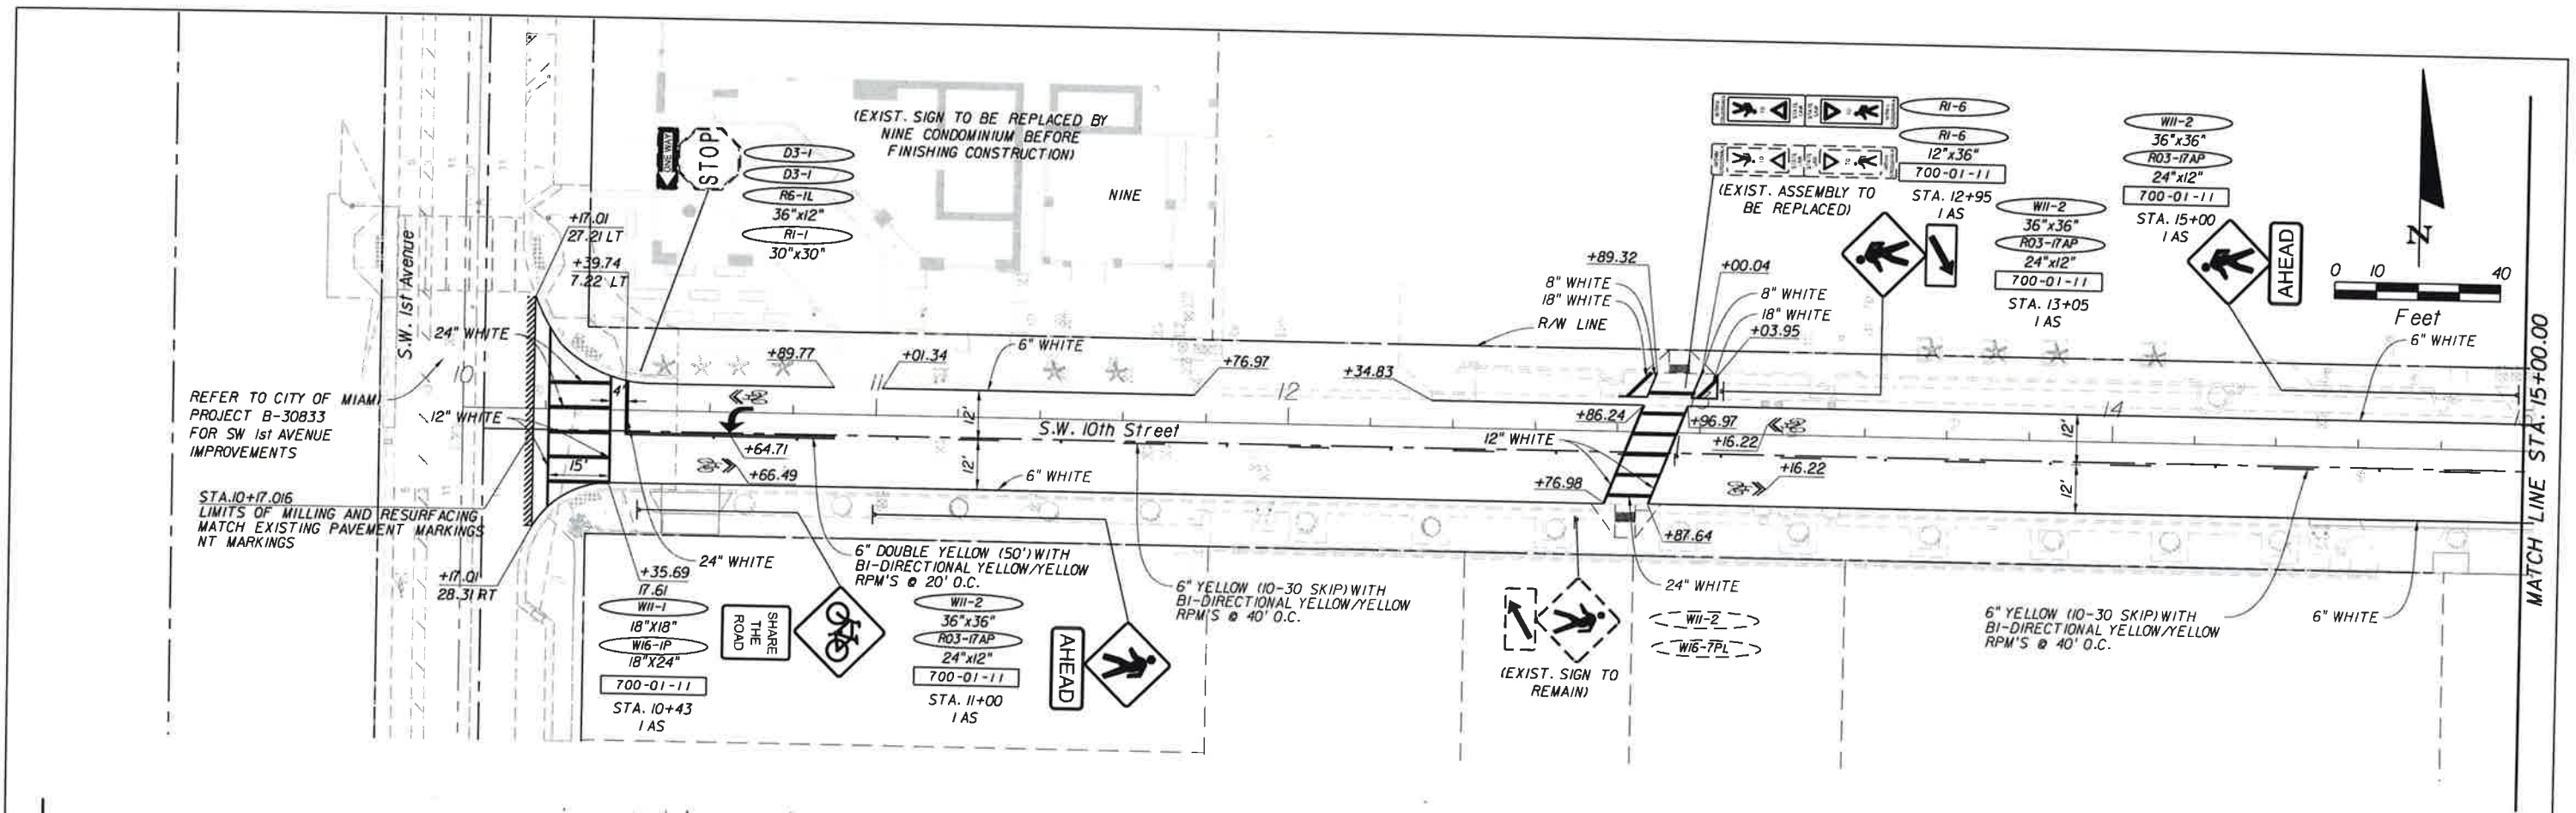 (EXIST. SIGN TO BE REPLACED BY
NINE CONDOMINIUM BEFORE
FINISHING CONSTRUCTION)
ONE WAY
STOP
D3-1
D3-1
R6-1L
36"x12"
R1-1
30"x30"
NINE
+17.01
27.21 LT
+39.74
7.22 LT
S.W. 1st Avenue
24" WHITE
10
REFER TO CITY OF MIAMI
PROJECT B-30833
FOR SW 1st AVENUE
IMPROVEMENTS
12" WHITE
4'
15'
STA.10+17.016
LIMITS OF MILLING AND RESURFACING
MATCH EXISTING PAVEMENT MARKINGS
NT MARKINGS
+17.01
28.31 RT
+35.69
17.61
24" WHITE
W11-1
18"X18"
W16-1P
18"X24"
700-01-11
STA. 10+43
1 AS
SHARE
THE
ROAD
+89.77
11
+01.34
6" WHITE
+76.97
12
+34.83
12'
12'
S.W. 10th Street
+64.71
+66.49
6" WHITE
6" DOUBLE YELLOW (50') WITH
BI-DIRECTIONAL YELLOW/YELLOW
RPM'S @ 20' O.C.
W11-2
36"x36"
R03-17AP
24"x12"
700-01-11
STA. 11+00
1 AS
AHEAD
6" YELLOW (10-30 SKIP) WITH
BI-DIRECTIONAL YELLOW/YELLOW
RPM'S @ 40' O.C.
R1-6
R1-6
12"x36"
700-01-11
STA. 12+95
1 AS
(EXIST. ASSEMBLY TO
BE REPLACED)
+89.32
8" WHITE
18" WHITE
R/W LINE
+00.04
8" WHITE
18" WHITE
+03.95
+86.24
+96.97
+16.22
12" WHITE
+76.98
+16.22
+87.64
24" WHITE
W11-2
W16-7PL
(EXIST. SIGN TO
REMAIN)
W11-2
36"x36"
R03-17AP
24"x12"
700-01-11
STA. 13+05
1 AS
W11-2
36"x36"
R03-17AP
24"x12"
700-01-11
STA. 15+00
1 AS
AHEAD
N
0 10 40
Feet
6" WHITE
14
12'
12'
6" YELLOW (10-30 SKIP) WITH
BI-DIRECTIONAL YELLOW/YELLOW
RPM'S @ 40' O.C.
6" WHITE
MATCH LINE STA. 15+00.00